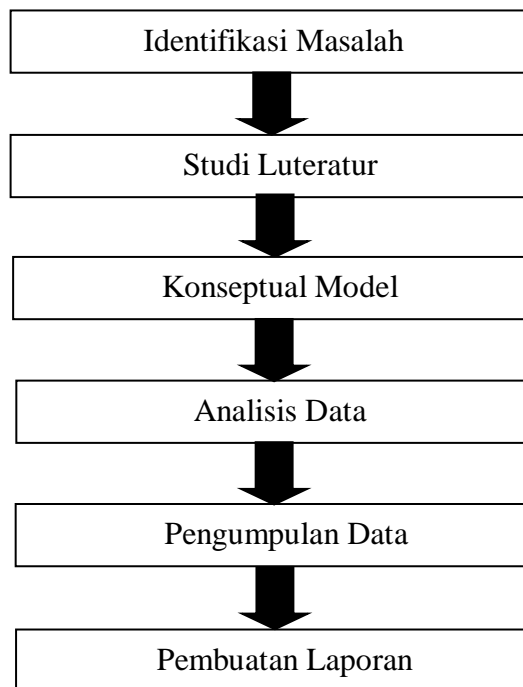 Identifikasi Masalah
Studi Luteratur
Konseptual Model
Analisis Data
Pengumpulan Data
Pembuatan Laporan